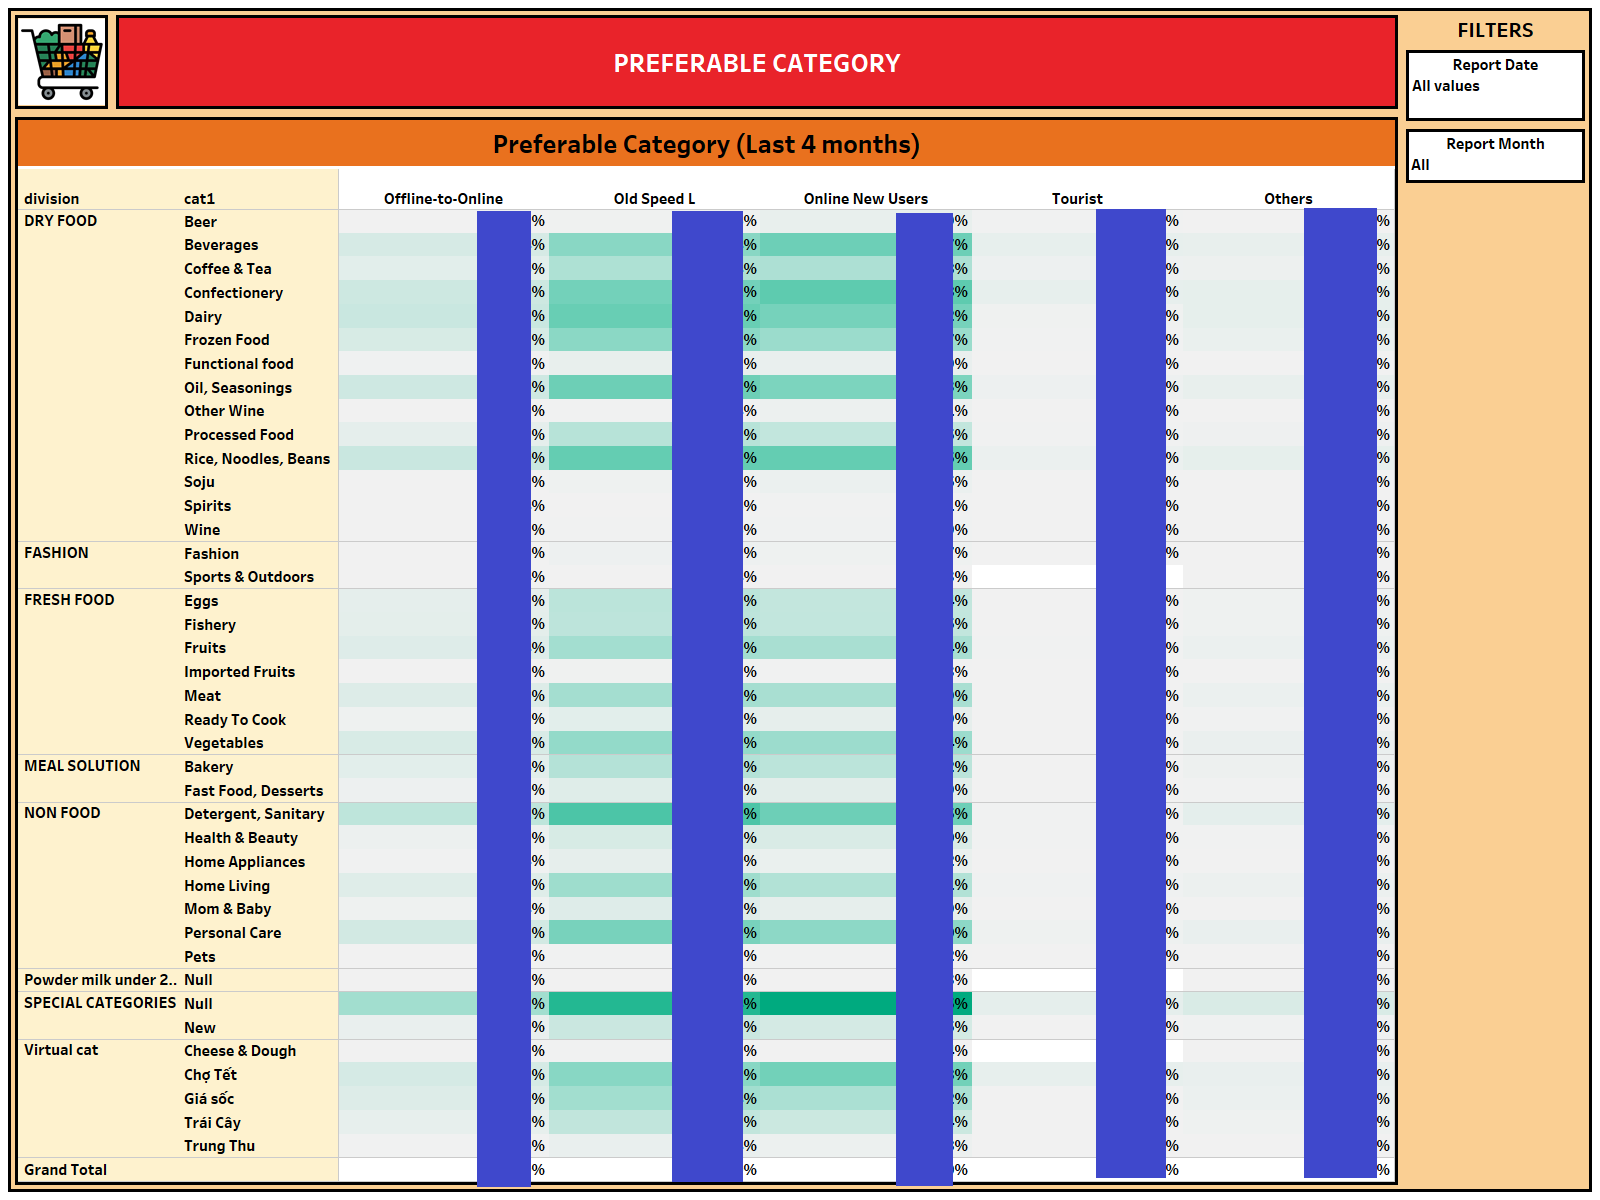 PREFERABLE CATEGORY
FILTERS
Report Date
All values
Report Month
All
Preferable Category (Last 4 months)
division cat1 Offline-to-Online Old Speed L Online New Users Tourist Others
DRY FOOD Beer % % % % %
Beverages % % % % %
Coffee & Tea % % % % %
Confectionery % % % % %
Dairy % % % % %
Frozen Food % % % % %
Functional food % % % % %
Oil, Seasonings % % % % %
Other Wine % % % % %
Processed Food % % % % %
Rice, Noodles, Beans % % % % %
Soju % % % % %
Spirits % % % % %
Wine % % % % %
FASHION Fashion % % % % %
Sports & Outdoors % % % %
FRESH FOOD Eggs % % % % %
Fishery % % % % %
Fruits % % % % %
Imported Fruits % % % % %
Meat % % % % %
Ready To Cook % % % % %
Vegetables % % % % %
MEAL SOLUTION Bakery % % % % %
Fast Food, Desserts % % % % %
NON FOOD Detergent, Sanitary % % % % %
Health & Beauty % % % % %
Home Appliances % % % % %
Home Living % % % % %
Mom & Baby % % % % %
Personal Care % % % % %
Pets % % % % %
Powder milk under 2.. Null % % % %
SPECIAL CATEGORIES Null % % % % %
New % % % % %
Virtual cat Cheese & Dough % % % %
Chợ Tết % % % % %
Giá sốc % % % % %
Trái Cây % % % % %
Trung Thu % % % % %
Grand Total % % % % %